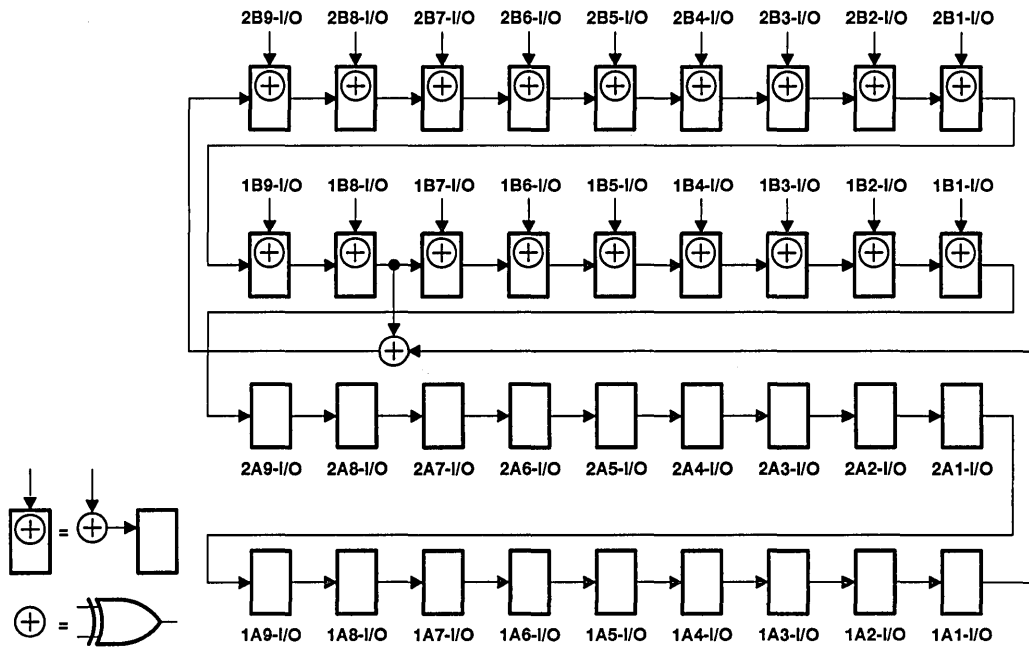 2B9-I/O 2B8-I/O 2B7-I/O 2B6-I/O 2B5-I/O 2B4-I/O 2B3-I/O 2B2-I/O 2B1-I/O
1B9-I/O 1B8-I/O 1B7-I/O 1B6-I/O 1B5-I/O 1B4-I/O 1B3-I/O 1B2-I/O 1B1-I/O
2A9-I/O 2A8-I/O 2A7-I/O 2A6-I/O 2A5-I/O 2A4-I/O 2A3-I/O 2A2-I/O 2A1-I/O
=
=
1A9-I/O 1A8-I/O 1A7-I/O 1A6-I/O 1A5-I/O 1A4-I/O 1A3-I/O 1A2-I/O 1A1-I/O